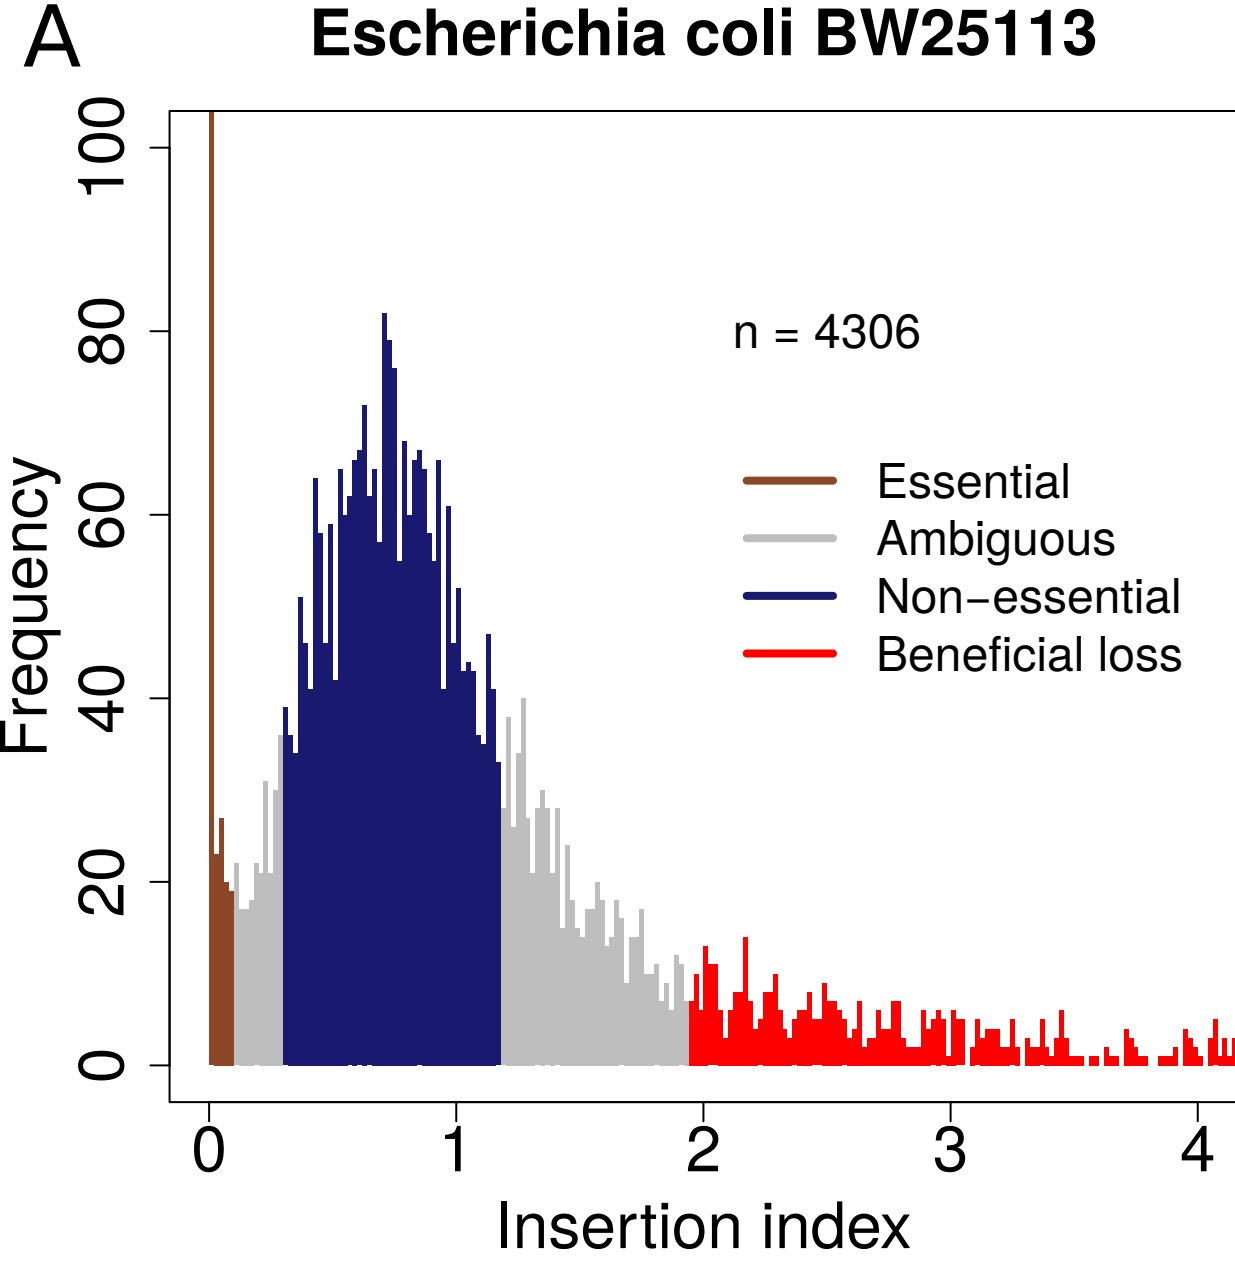 A
Escherichia coli BW25113
100
80
60
40
20
0
Frequency
n = 4306
Essential
Ambiguous
Non−essential
Beneficial loss
0 1 2 3 4
Insertion index